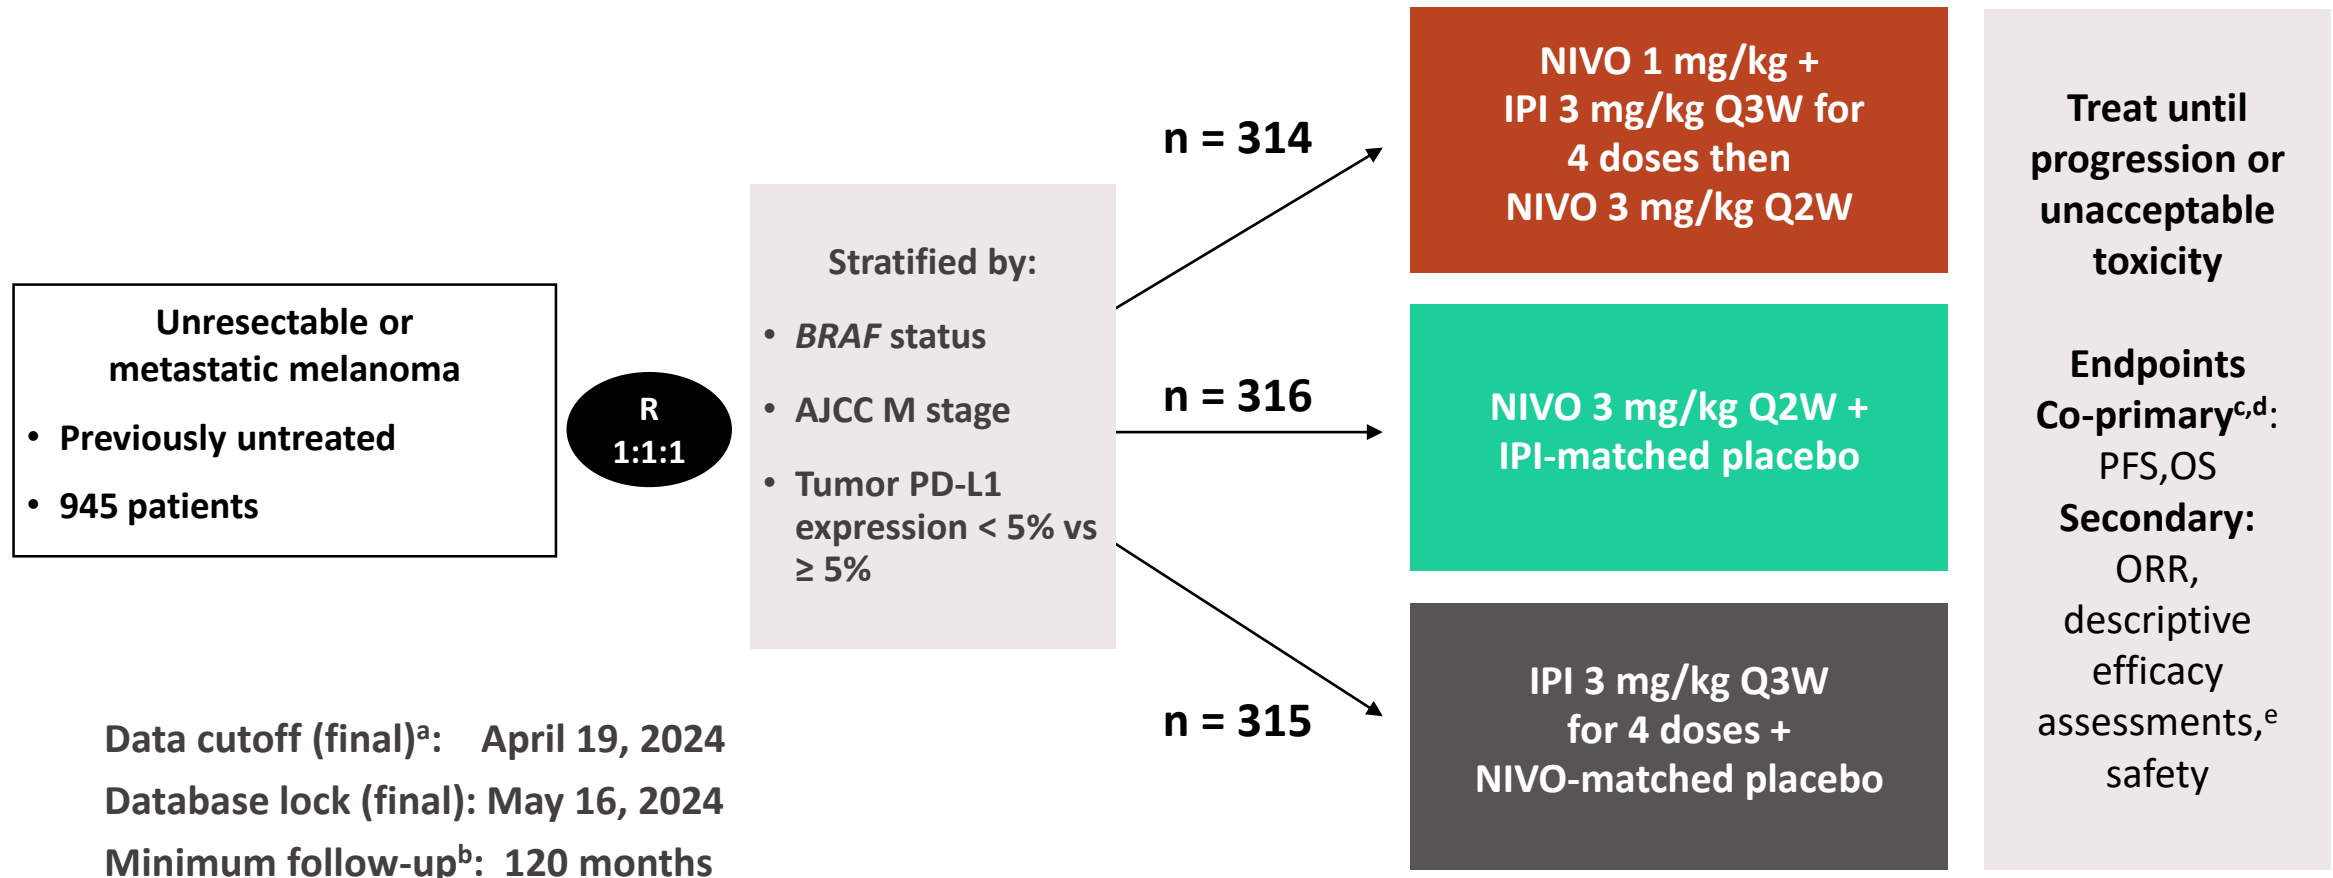 Unresectable or
metastatic melanoma
• Previously untreated
• 945 patients
R
1:1:1
Stratified by:
• BRAF status
• AJCC M stage
• Tumor PD-L1
expression < 5% vs
≥ 5%
n = 314
n = 316
n = 315
NIVO 1 mg/kg +
IPI 3 mg/kg Q3W for
4 doses then
NIVO 3 mg/kg Q2W
NIVO 3 mg/kg Q2W +
IPI-matched placebo
IPI 3 mg/kg Q3W
for 4 doses +
NIVO-matched placebo
Treat until
progression or
unacceptable
toxicity
Endpoints
Co-primaryc,d:
PFS,OS
Secondary:
ORR,
descriptive
efficacy
assessments,e
safety
Data cutoff (final)a: April 19, 2024
Database lock (final): May 16, 2024
Minimum follow-upb: 120 months